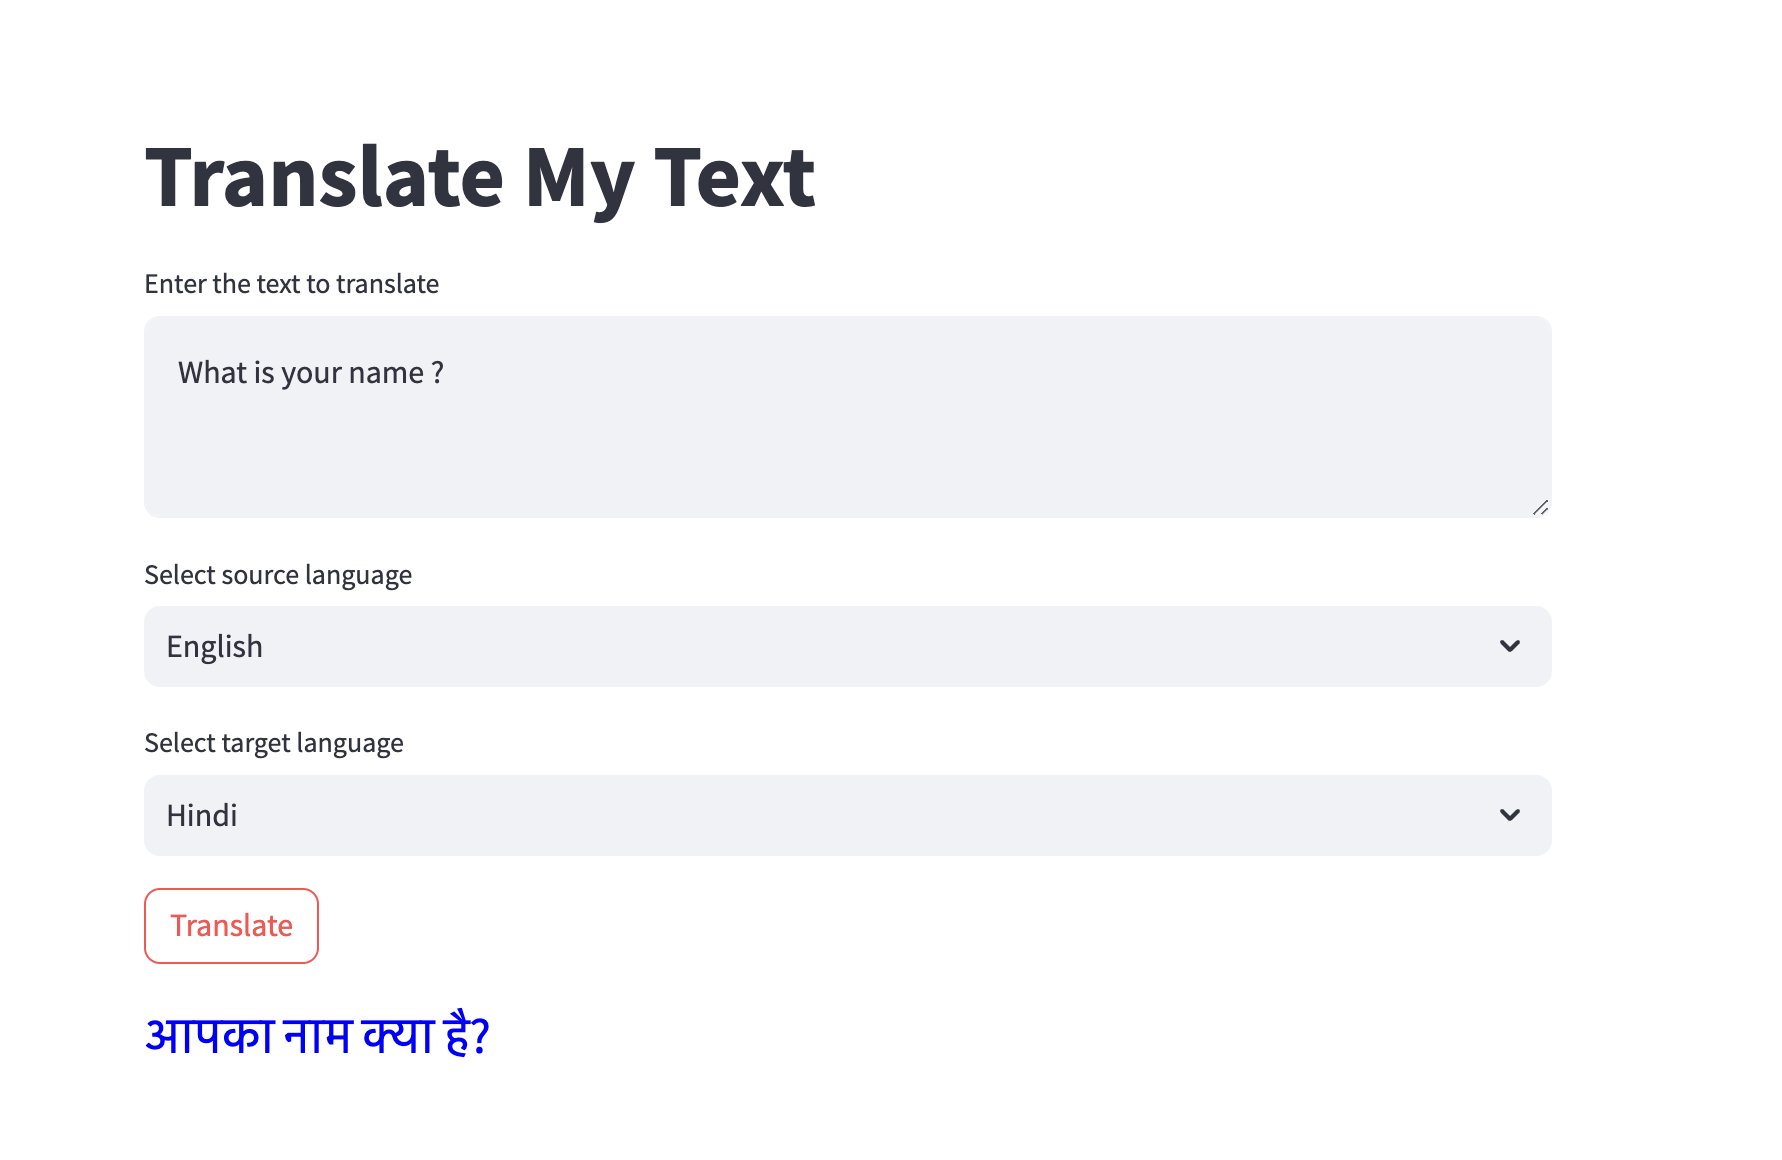 Translate My Text
Enter the text to translate
What is your name ?
Select source language
English
Select target language
Hindi
Translate
आपका नाम क्या है?